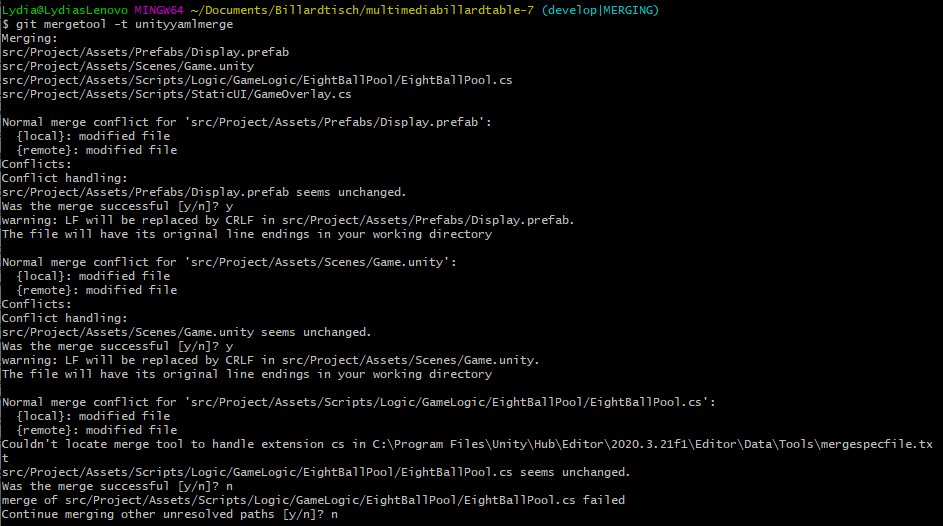 Lydia@LydiasLenovo MINGW64 ~/Documents/Billardtisch/multimediabillardtable-7 (develop|MERGING)
$ git mergetool -t unityyamlmerge
Merging:
src/Project/Assets/Prefabs/Display.prefab
src/Project/Assets/Scenes/Game.unity
src/Project/Assets/Scripts/Logic/GameLogic/EightBallPool/EightBallPool.cs
src/Project/Assets/Scripts/StaticUI/GameOverlay.cs

Normal merge conflict for 'src/Project/Assets/Prefabs/Display.prefab':
  {local}: modified file
  {remote}: modified file
Conflicts:
Conflict handling:
src/Project/Assets/Prefabs/Display.prefab seems unchanged.
Was the merge successful [y/n]? y
warning: LF will be replaced by CRLF in src/Project/Assets/Prefabs/Display.prefab.
The file will have its original line endings in your working directory

Normal merge conflict for 'src/Project/Assets/Scenes/Game.unity':
  {local}: modified file
  {remote}: modified file
Conflicts:
Conflict handling:
src/Project/Assets/Scenes/Game.unity seems unchanged.
Was the merge successful [y/n]? y
warning: LF will be replaced by CRLF in src/Project/Assets/Scenes/Game.unity.
The file will have its original line endings in your working directory

Normal merge conflict for 'src/Project/Assets/Scripts/Logic/GameLogic/EightBallPool/EightBallPool.cs':
  {local}: modified file
  {remote}: modified file
Couldn't locate merge tool to handle extension cs in C:\Program Files\Unity\Hub\Editor\2020.3.21f1\Editor\Data\Tools\mergespecfile.tx
t
src/Project/Assets/Scripts/Logic/GameLogic/EightBallPool/EightBallPool.cs seems unchanged.
Was the merge successful [y/n]? n
merge of src/Project/Assets/Scripts/Logic/GameLogic/EightBallPool/EightBallPool.cs failed
Continue merging other unresolved paths [y/n]? n